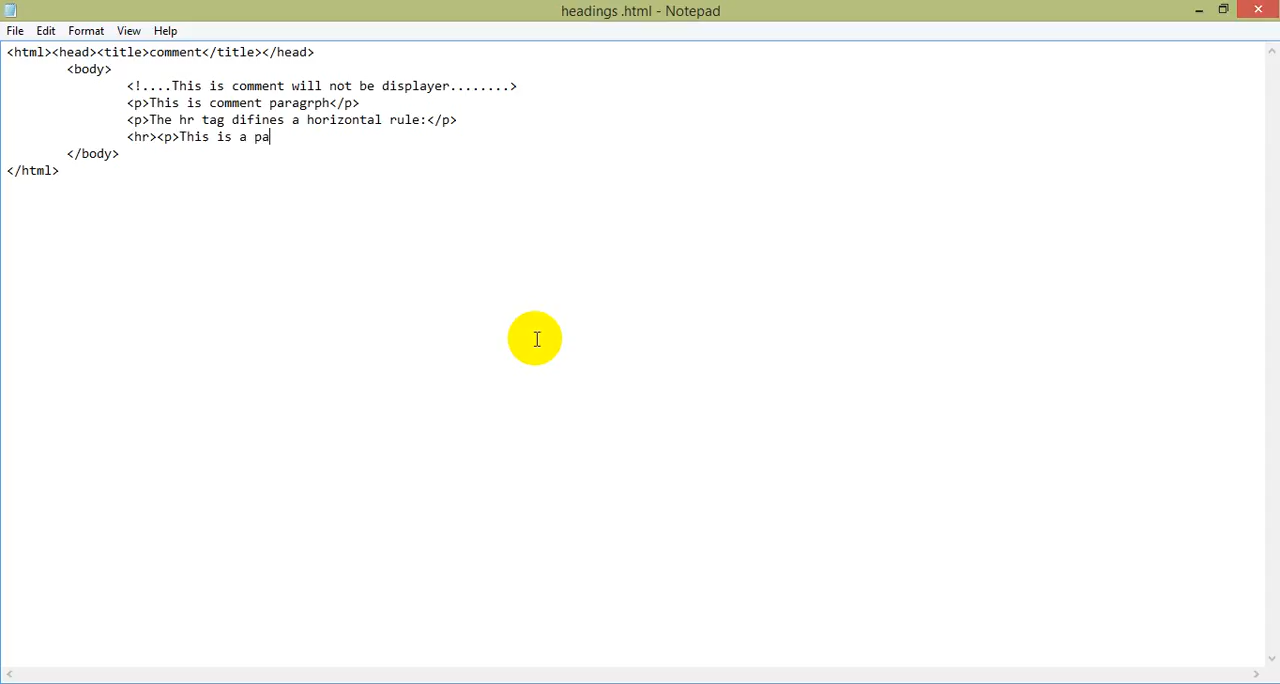 headings .html - Notepad
File Edit Format View Help
<html><head><title>comment</title></head>
<body>
<!....This is comment will not be displayer........>
<p>This is comment paragrph</p>
<p>The hr tag difines a horizontal rule:</p>
<hr><p>This is a pa
</body>
</html>